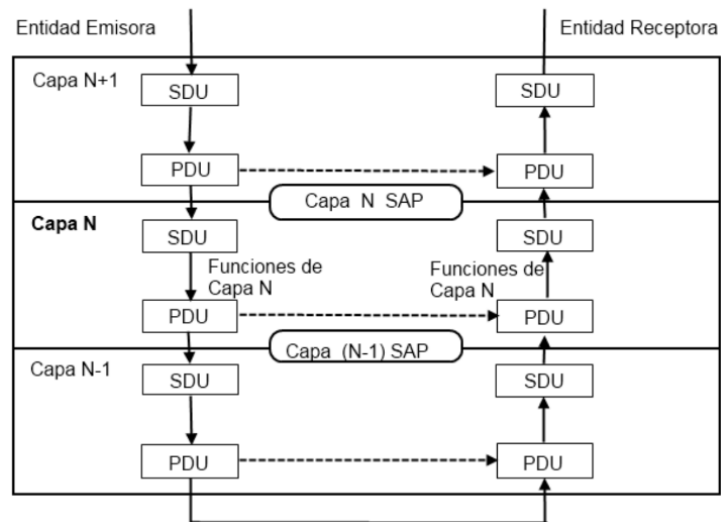 Entidad Emisora
Entidad Receptora
Capa N+1
SDU
SDU
PDU
PDU
Capa N SAP
Capa N
SDU
SDU
Funciones de
Capa N
Funciones de
Capa N
PDU
PDU
Capa (N-1) SAP
Capa N-1
SDU
SDU
PDU
PDU